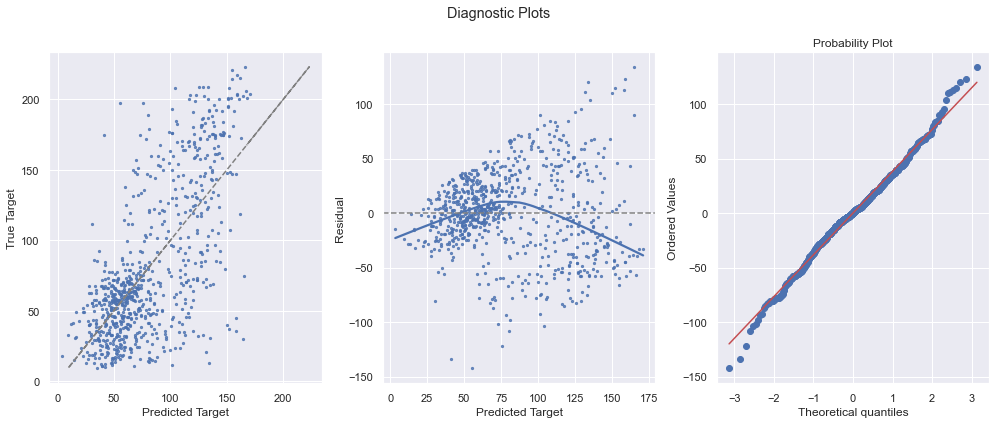 Diagnostic Plots
True Target
200
150
100
50
0
0 50 100 150 200
Predicted Target
Residual
100
50
0
−50
−100
−150
0 25 50 75 100 125 150 175
Predicted Target
Probability Plot
Ordered Values
100
50
0
−50
−100
−150
−3 −2 −1 0 1 2 3
Theoretical quantiles